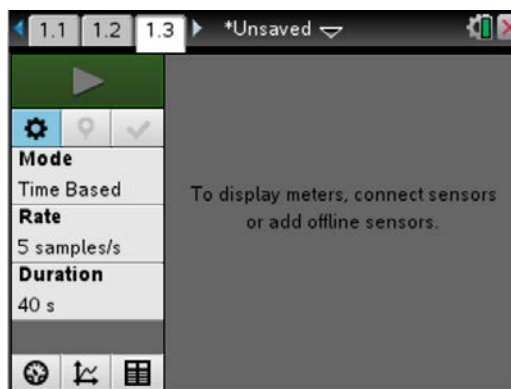 1.1 1.2 1.3 *Unsaved
Mode
Time Based
Rate
5 samples/s
Duration
40 s
To display meters, connect sensors
or add offline sensors.